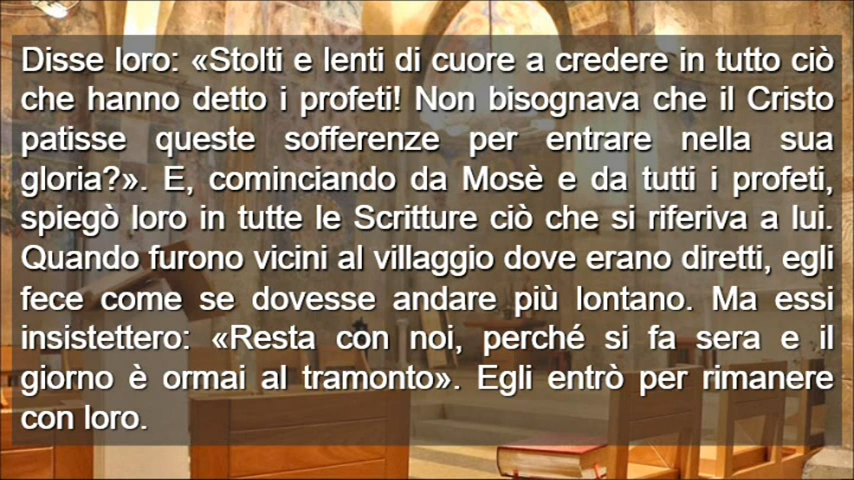 Disse loro: «Stolti e lenti di cuore a credere in tutto ciò
che hanno detto i profeti! Non bisognava che il Cristo
patisse queste sofferenze per entrare nella sua
gloria?». E, cominciando da Mosè e da tutti i profeti,
spiegò loro in tutte le Scritture ciò che si riferiva a lui.
Quando furono vicini al villaggio dove erano diretti, egli
fece come se dovesse andare più lontano. Ma essi
insistettero: «Resta con noi, perché si fa sera e il
giorno è ormai al tramonto». Egli entrò per rimanere
con loro.